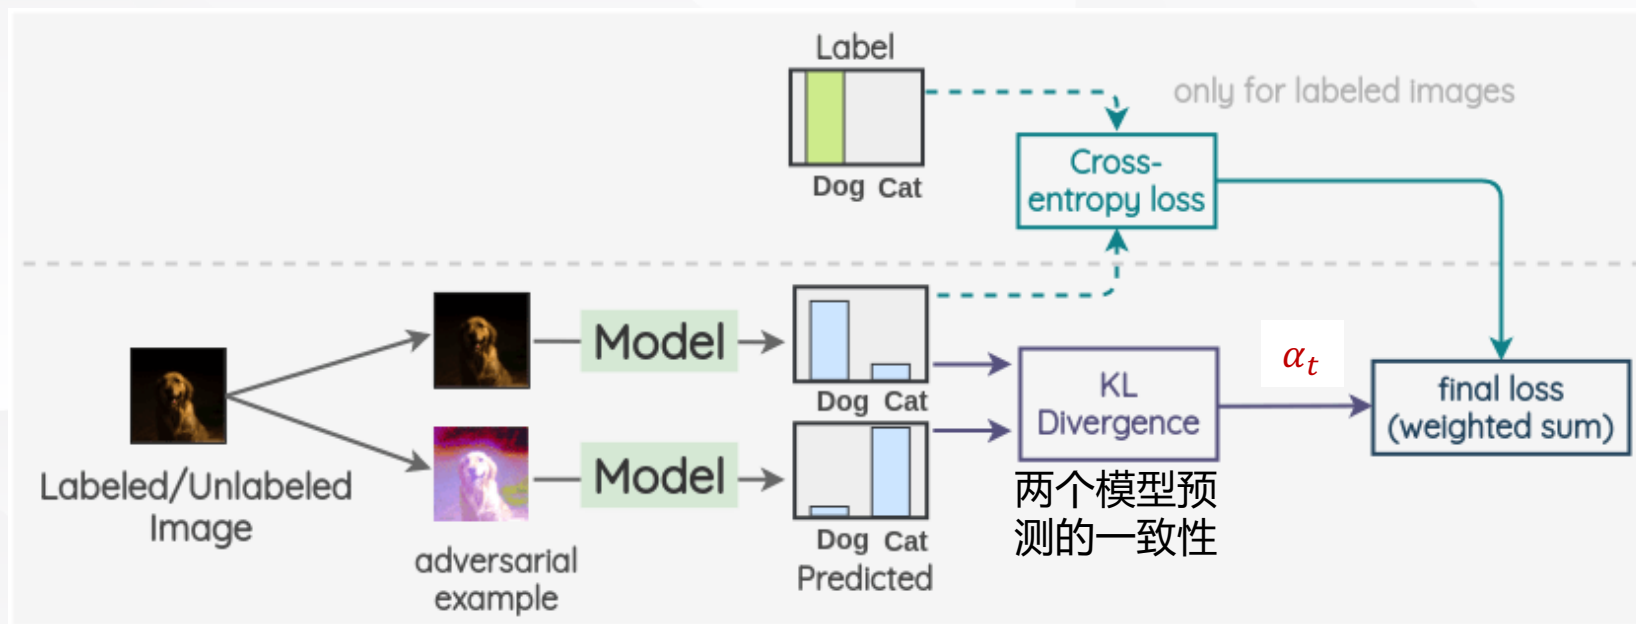 Label
only for labeled images
Dog Cat
Cross-
entropy loss
Model
Dog Cat
α_t
KL
Divergence
final loss
(weighted sum)
Labeled/Unlabeled
Image
Model
两个模型预
测的一致性
adversarial
example
Dog Cat
Predicted